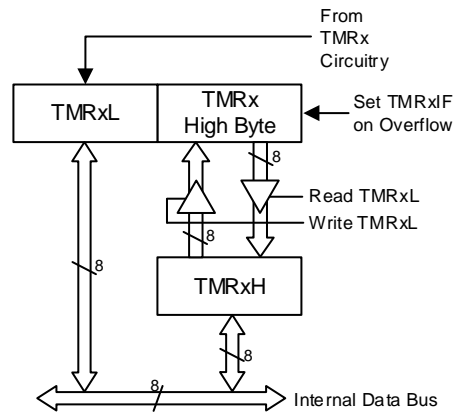 From
TMRx
Circuitry
TMRxL
TMRx
High Byte
Set TMRxIF
on Overflow
8
Read TMRxL
Write TMRxL
8
TMRxH
8
8
8
Internal Data Bus